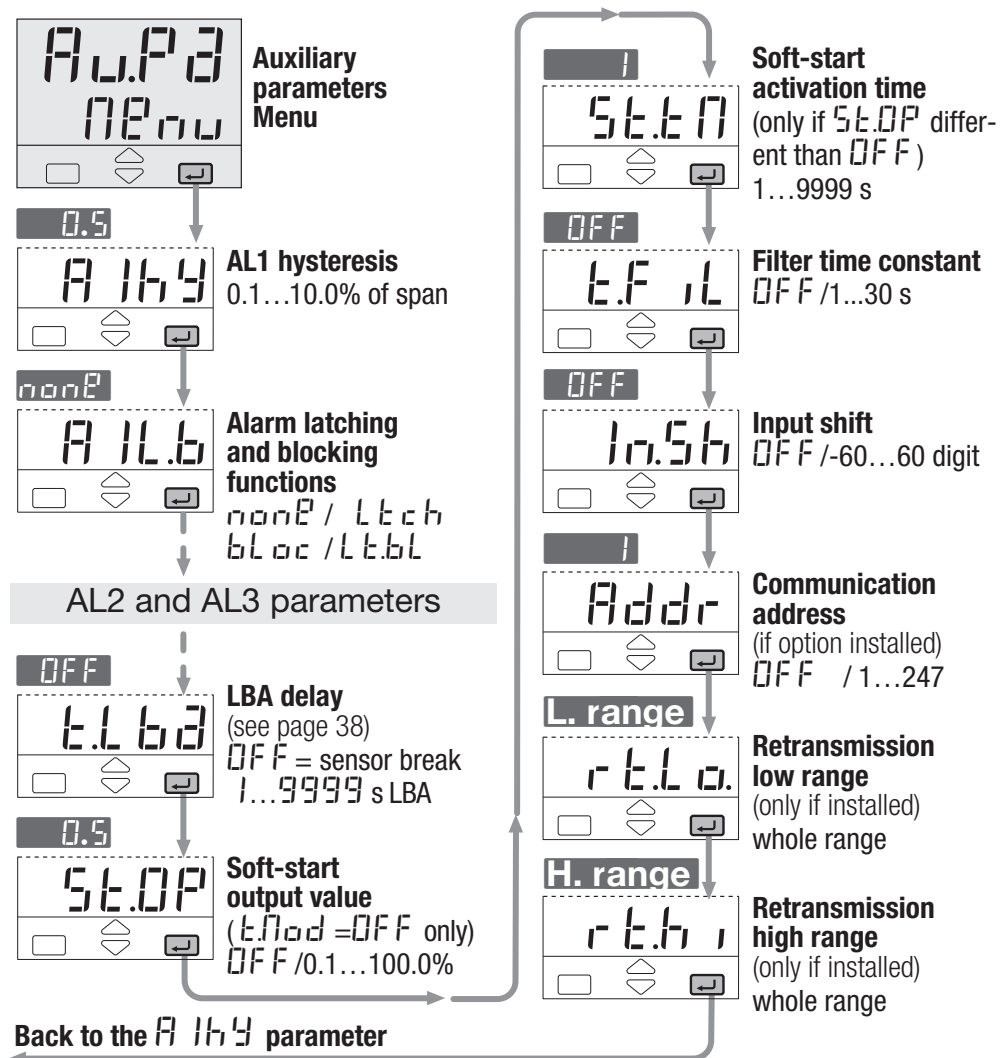 Au.Pa
Menu
Auxiliary
parameters
Menu
0.5
A1hy
AL1 hysteresis
0.1…10.0% of span
none
A1L.b
Alarm latching
and blocking
functions
none / Ltch
bLoc / Lt.bL
AL2 and AL3 parameters
OFF
t.Lba
LBA delay
(see page 38)
OFF = sensor break
1…9999 s LBA
0.5
St.OP
Soft-start
output value
(t.Mod =OFF only)
OFF /0.1…100.0%
1
St.tM
Soft-start
activation time
(only if St.OP differ-
ent than OFF)
1…9999 s
OFF
t.FiL
Filter time constant
OFF /1...30 s
OFF
In.Sh
Input shift
OFF /-60…60 digit
1
Addr
Communication
address
(if option installed)
OFF / 1…247
L. range
rt.Lo.
Retransmission
low range
(only if installed)
whole range
H. range
rt.hi
Retransmission
high range
(only if installed)
whole range
Back to the A1hy parameter